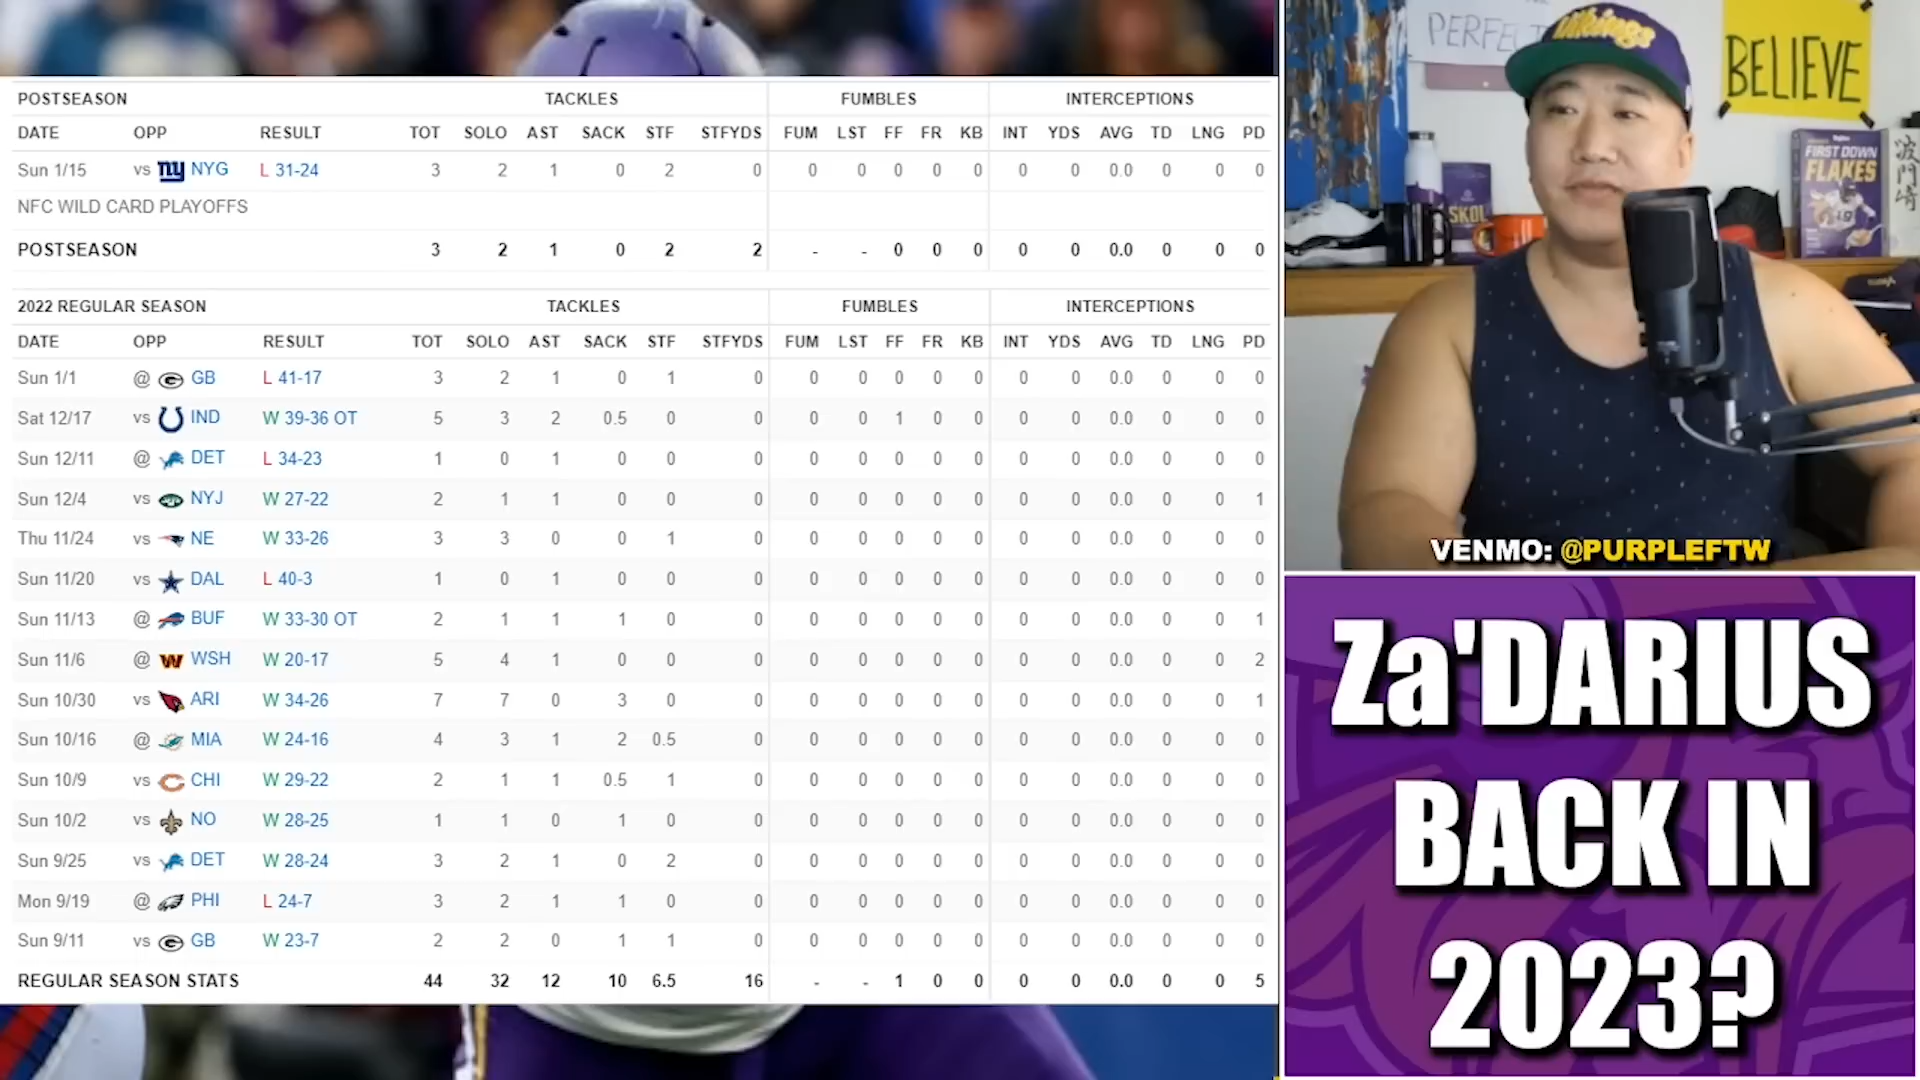 POSTSEASON TACKLES FUMBLES INTERCEPTIONS
DATE OPP RESULT TOT SOLO AST SACK STF STFYDS FUM LST FF FR KB INT YDS AVG TD LNG PD
Sun 1/15 vs NYG L 31-24 3 2 1 0 2 0 0 0 0 0 0 0 0 0.0 0 0 0
NFC WILD CARD PLAYOFFS
POSTSEASON 3 2 1 0 2 2 - - 0 0 0 0 0 0.0 0 0 0
2022 REGULAR SEASON TACKLES FUMBLES INTERCEPTIONS
DATE OPP RESULT TOT SOLO AST SACK STF STFYDS FUM LST FF FR KB INT YDS AVG TD LNG PD
Sun 1/1 @ GB L 41-17 3 2 1 0 1 0 0 0 0 0 0 0 0 0.0 0 0 0
Sat 12/17 vs IND W 39-36 OT 5 3 2 0.5 0 0 0 0 1 0 0 0 0 0.0 0 0 0
Sun 12/11 @ DET L 34-23 1 0 1 0 0 0 0 0 0 0 0 0 0 0.0 0 0 0
Sun 12/4 vs NYJ W 27-22 2 1 1 0 0 0 0 0 0 0 0 0 0 0.0 0 0 1
Thu 11/24 vs NE W 33-26 3 3 0 0 1 0 0 0 0 0 0 0 0 0.0 0 0 0
Sun 11/20 vs DAL L 40-3 1 0 1 0 0 0 0 0 0 0 0 0 0 0.0 0 0 0
Sun 11/13 @ BUF W 33-30 OT 2 1 1 1 0 0 0 0 0 0 0 0 0 0.0 0 0 1
Sun 11/6 @ WSH W 20-17 5 4 1 0 0 0 0 0 0 0 0 0 0 0.0 0 0 2
Sun 10/30 vs ARI W 34-26 7 7 0 3 0 0 0 0 0 0 0 0 0 0.0 0 0 1
Sun 10/16 @ MIA W 24-16 4 3 1 2 0.5 0 0 0 0 0 0 0 0 0.0 0 0 0
Sun 10/9 vs CHI W 29-22 2 1 1 0.5 1 0 0 0 0 0 0 0 0 0.0 0 0 0
Sun 10/2 vs NO W 28-25 1 1 0 1 0 0 0 0 0 0 0 0 0 0.0 0 0 0
Sun 9/25 vs DET W 28-24 3 2 1 0 2 0 0 0 0 0 0 0 0 0.0 0 0 0
Mon 9/19 @ PHI L 24-7 3 2 1 1 0 0 0 0 0 0 0 0 0 0.0 0 0 0
Sun 9/11 vs GB W 23-7 2 2 0 1 1 0 0 0 0 0 0 0 0 0.0 0 0 0
REGULAR SEASON STATS 44 32 12 10 6.5 16 - - 1 0 0 0 0 0.0 0 0 5
Vikings
BELIEVE
FIRST DOWN
FLAKES
SKOL
VENMO: @PURPLEFTW
Za'DARIUS
BACK IN
2023?